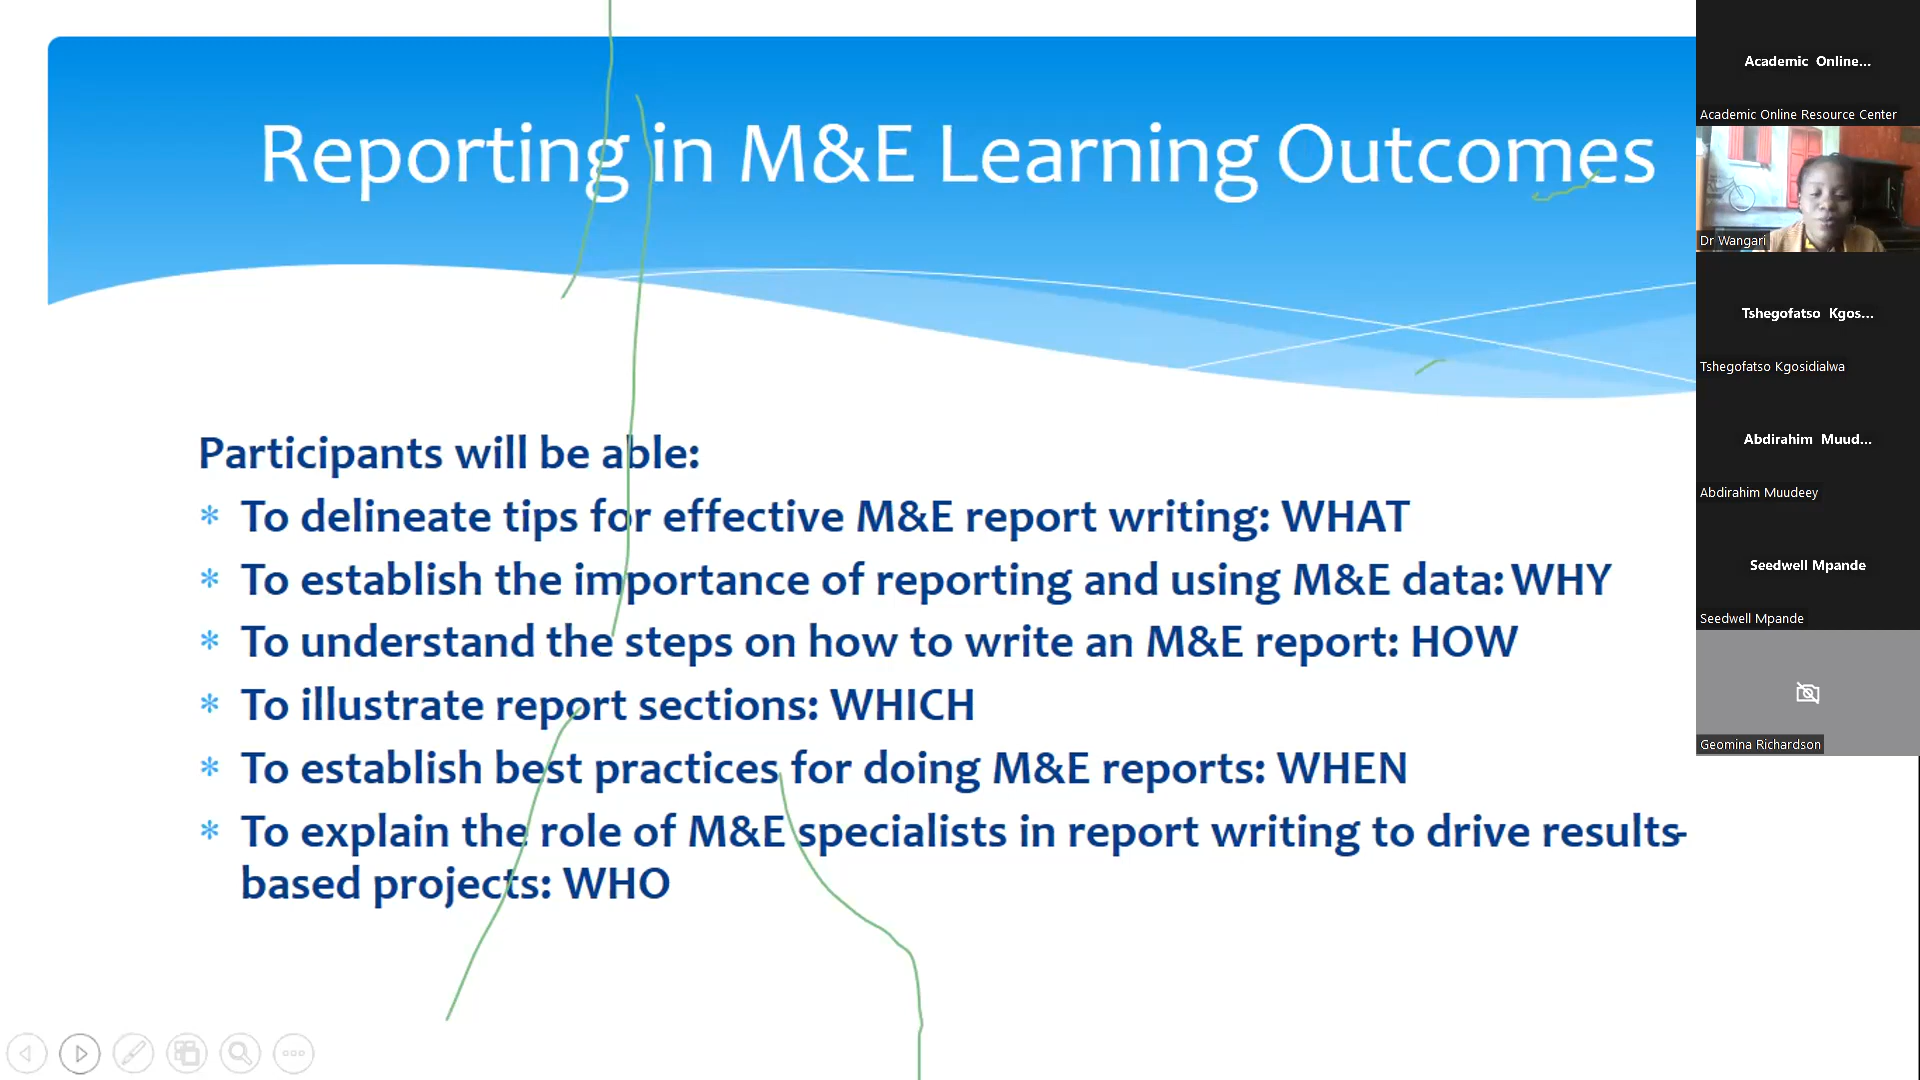 Reporting in M&E Learning Outcomes
Participants will be able:
* To delineate tips for effective M&E report writing: WHAT
* To establish the importance of reporting and using M&E data: WHY
* To understand the steps on how to write an M&E report: HOW
* To illustrate report sections: WHICH
* To establish best practices for doing M&E reports: WHEN
* To explain the role of M&E specialists in report writing to drive results-
based projects: WHO
Academic Online...
Academic Online Resource Center
Dr Wangari
Tshegofatso Kgos...
Tshegofatso Kgosidialwa
Abdirahim Muud...
Abdirahim Muudeey
Seedwell Mpande
Seedwell Mpande
Geomina Richardson